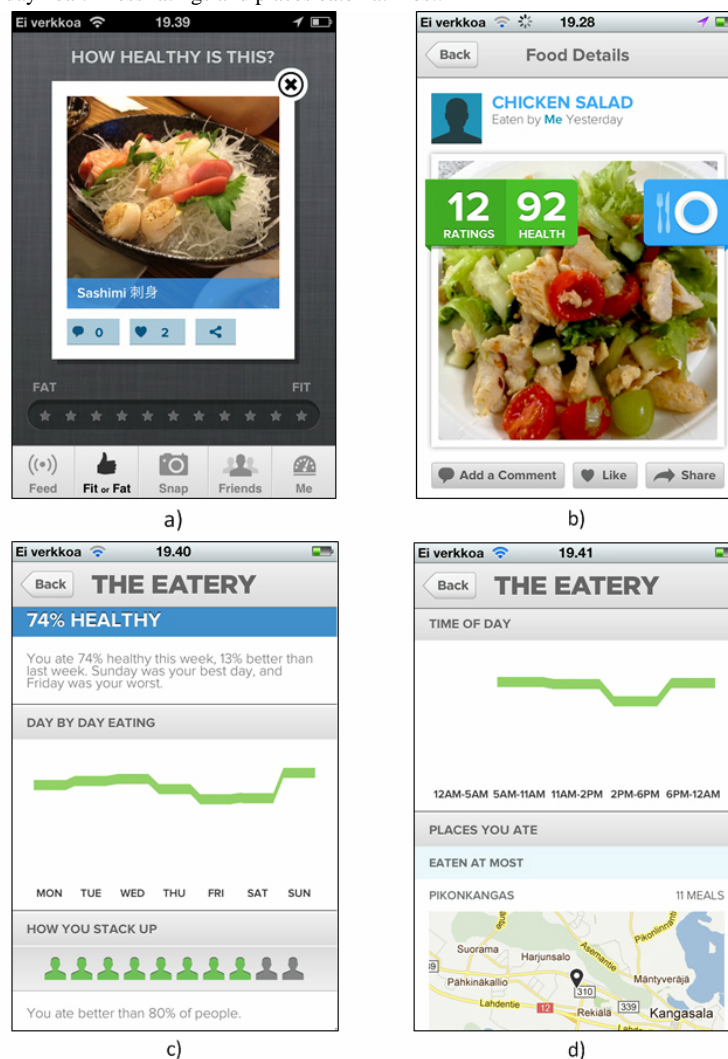 Ei verkkoa 19.39
HOW HEALTHY IS THIS?
Sashimi 刺身
0 2
FAT FIT
Feed Fit or Fat Snap Friends Me
a)
Ei verkkoa 19.28
Back Food Details
CHICKEN SALAD
Eaten by Me Yesterday
12 92
RATINGS HEALTH
Add a Comment Like Share
b)
Ei verkkoa 19.40
Back THE EATERY
74% HEALTHY
You ate 74% healthy this week, 13% better than
last week. Sunday was your best day, and
Friday was your worst.
DAY BY DAY EATING
MON TUE WED THU FRI SAT SUN
HOW YOU STACK UP
You ate better than 80% of people.
c)
Ei verkkoa 19.41
Back THE EATERY
TIME OF DAY
12AM-5AM 5AM-11AM 11AM-2PM 2PM-6PM 6PM-12AM
PLACES YOU ATE
EATEN AT MOST
PIKONKANGAS 11 MEALS
Suorama
Harjunsalo
Asemantie
Pikonlinnantie
Pähkinäkallio
310
Mäntyveräjä
Lahdentie
12
Rekiälä
339
Kangasala
d)